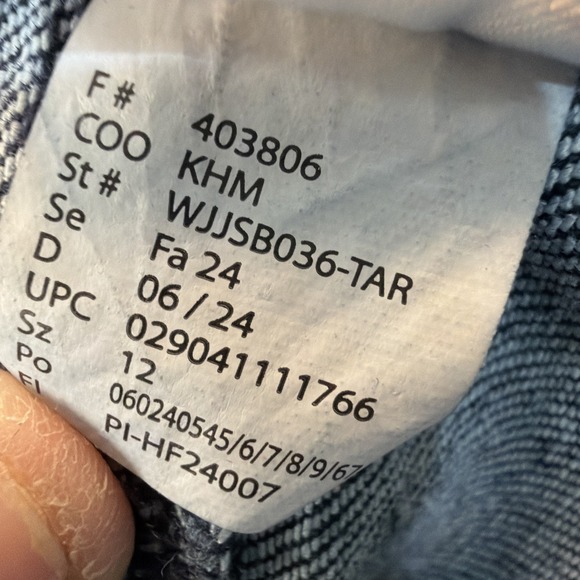 F # 403806
COO KHM
St # WJJSB036-TAR
Se Fa 24
D 06 / 24
UPC 029041111766
Sz 12
Po 060240545/6/7/8/9/67
PI-HF24007